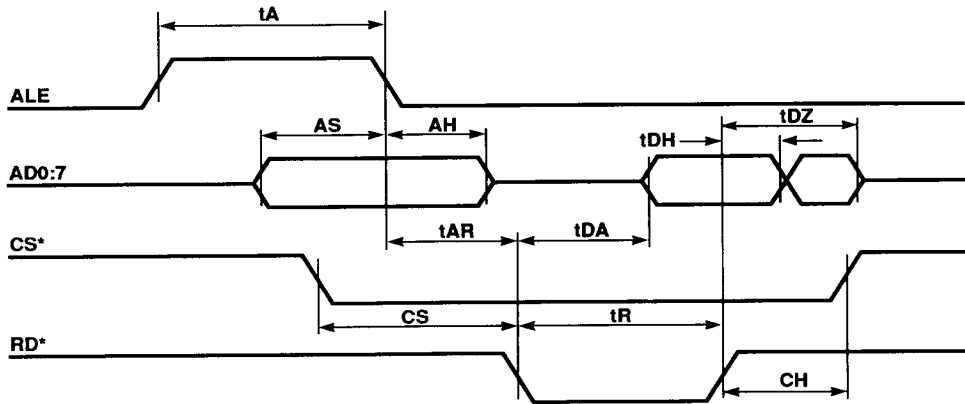 tA
ALE
AS AH tDZ
tDH
AD0:7
tAR tDA
CS*
CS tR
RD*
CH